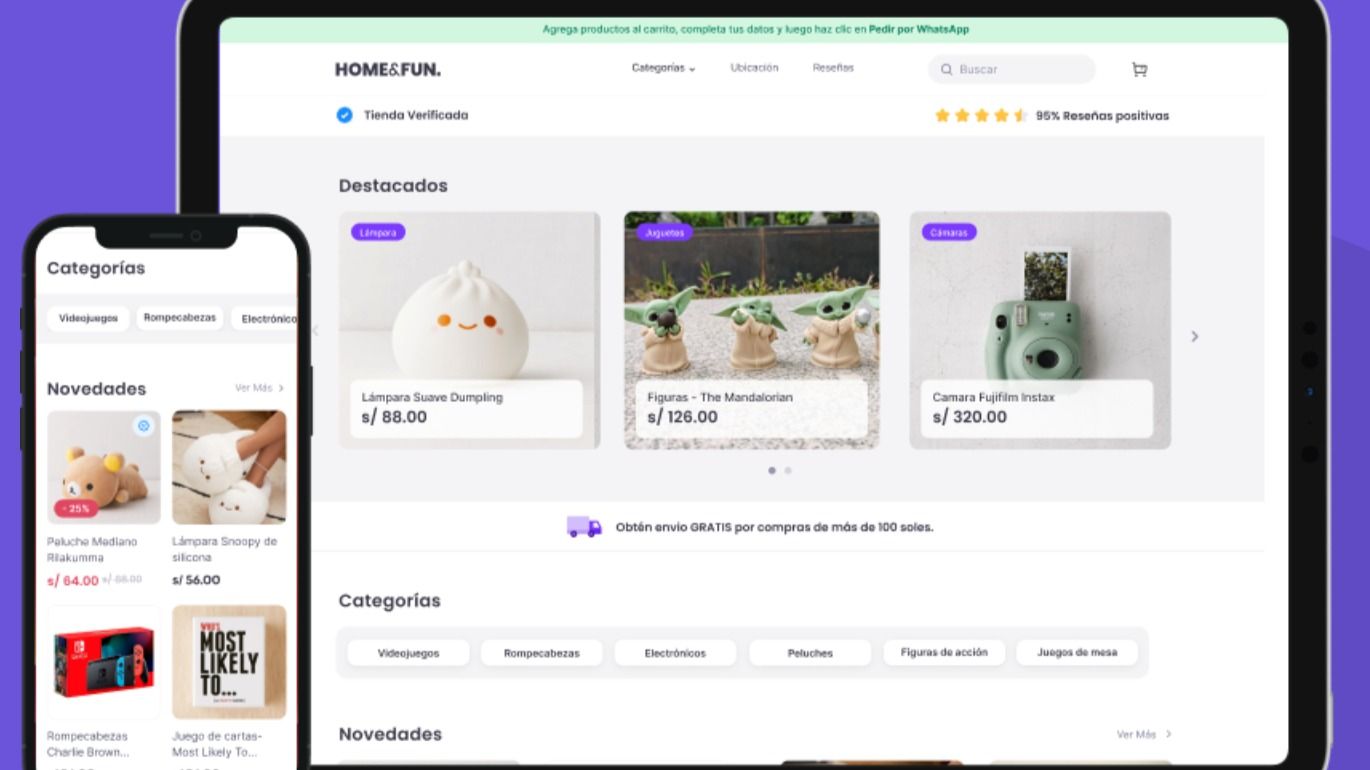 Agrega productos al carrito, completa tus datos y luego haz clic en Pedir por WhatsApp
HOME&FUN.
Categorías
Ubicación
Reseñas
Buscar
Tienda Verificada
95% Reseñas positivas
Destacados
Lámpara
Juguetes
Cámaras
Lámpara Suave Dumpling
s/ 88.00
Figuras - The Mandalorian
s/ 126.00
Camara Fujifilm Instax
s/ 320.00
Obtén envio GRATIS por compras de más de 100 soles.
Categorías
Videojuegos
Rompecabezas
Electrónicos
Peluches
Figuras de acción
Juegos de mesa
Novedades
Ver Más
Categorías
Videojuegos
Rompecabezas
Electrónico
Novedades
Ver Más
- 25%
Peluche Mediano
Rilakumma
s/ 64.00 s/ 88.00
Lámpara Snoopy de
silicona
s/ 56.00
WHO'S
MOST
LIKELY
TO...
Rompecabezas
Charlie Brown...
Juego de cartas-
Most Likely To...